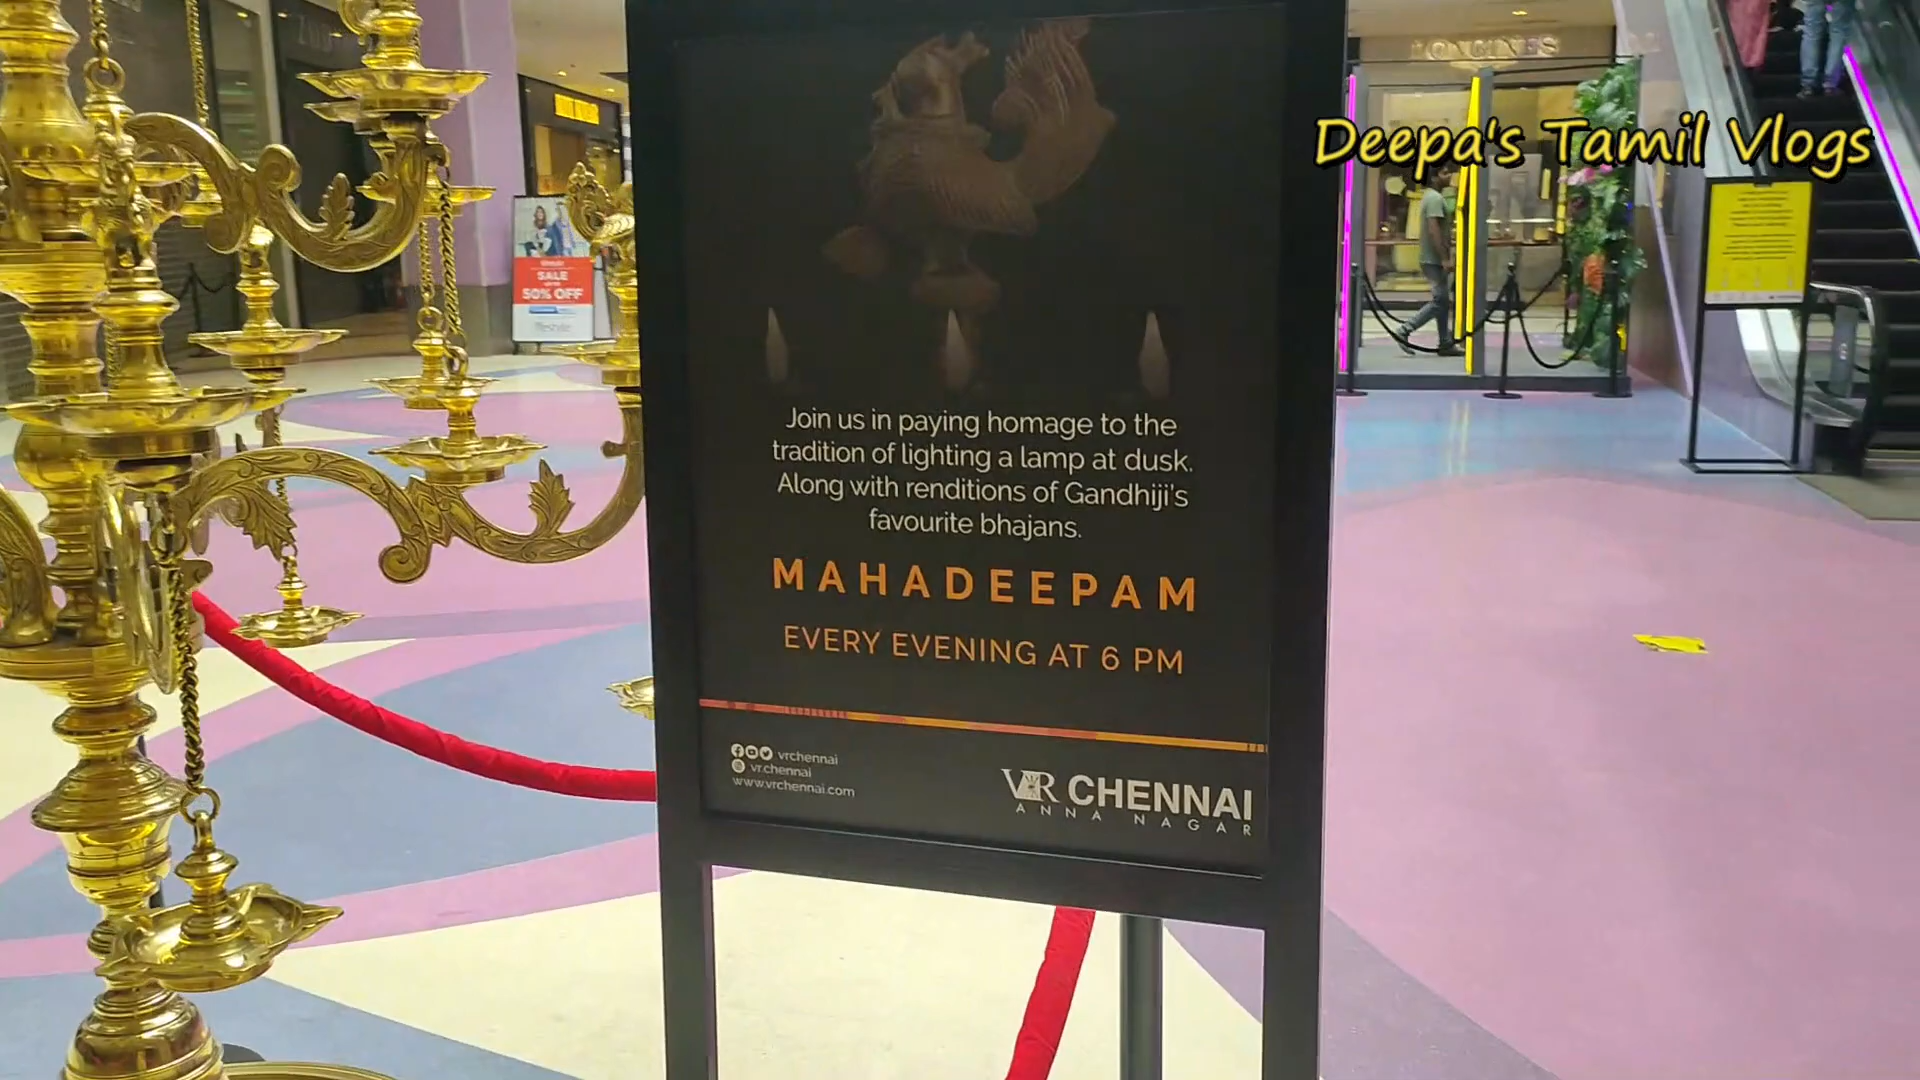 LONGINES
Deepa's Tamil Vlogs
SALE
50% OFF
lifestyle
Join us in paying homage to the
tradition of lighting a lamp at dusk.
Along with renditions of Gandhiji's
favourite bhajans.
MAHADEEPAM
EVERY EVENING AT 6 PM
vrchennai
vr.chennai
www.vrchennai.com
VR CHENNAI
ANNA NAGAR